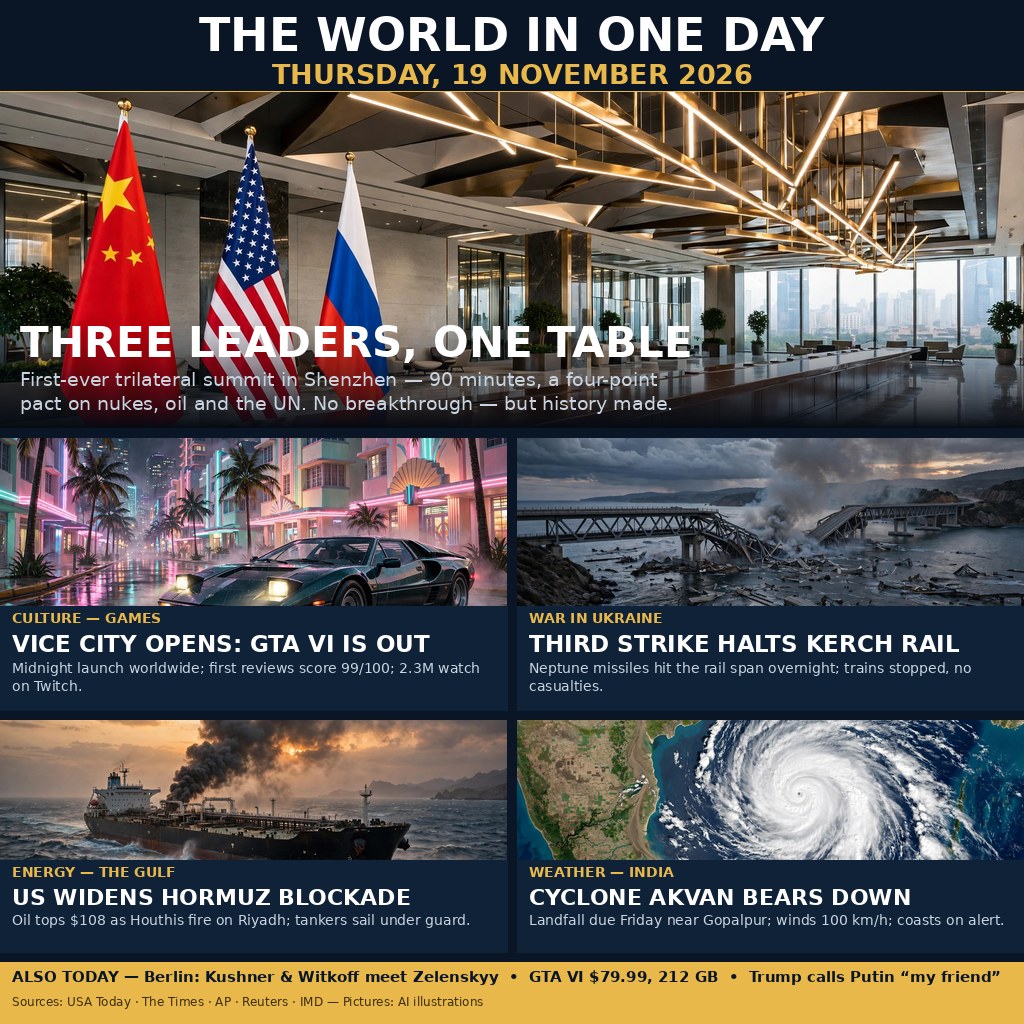 THE WORLD IN ONE DAY
THURSDAY, 19 NOVEMBER 2026
THREE LEADERS, ONE TABLE
First-ever trilateral summit in Shenzhen — 90 minutes, a four-point
pact on nukes, oil and the UN. No breakthrough — but history made.
CULTURE — GAMES
VICE CITY OPENS: GTA VI IS OUT
Midnight launch worldwide; first reviews score 99/100; 2.3M watch
on Twitch.
WAR IN UKRAINE
THIRD STRIKE HALTS KERCH RAIL
Neptune missiles hit the rail span overnight; trains stopped, no
casualties.
ENERGY — THE GULF
US WIDENS HORMUZ BLOCKADE
Oil tops $108 as Houthis fire on Riyadh; tankers sail under guard.
WEATHER — INDIA
CYCLONE AKVAN BEARS DOWN
Landfall due Friday near Gopalpur; winds 100 km/h; coasts on alert.
ALSO TODAY — Berlin: Kushner & Witkoff meet Zelenskyy • GTA VI $79.99, 212 GB • Trump calls Putin “my friend”
Sources: USA Today · The Times · AP · Reuters · IMD — Pictures: AI illustrations